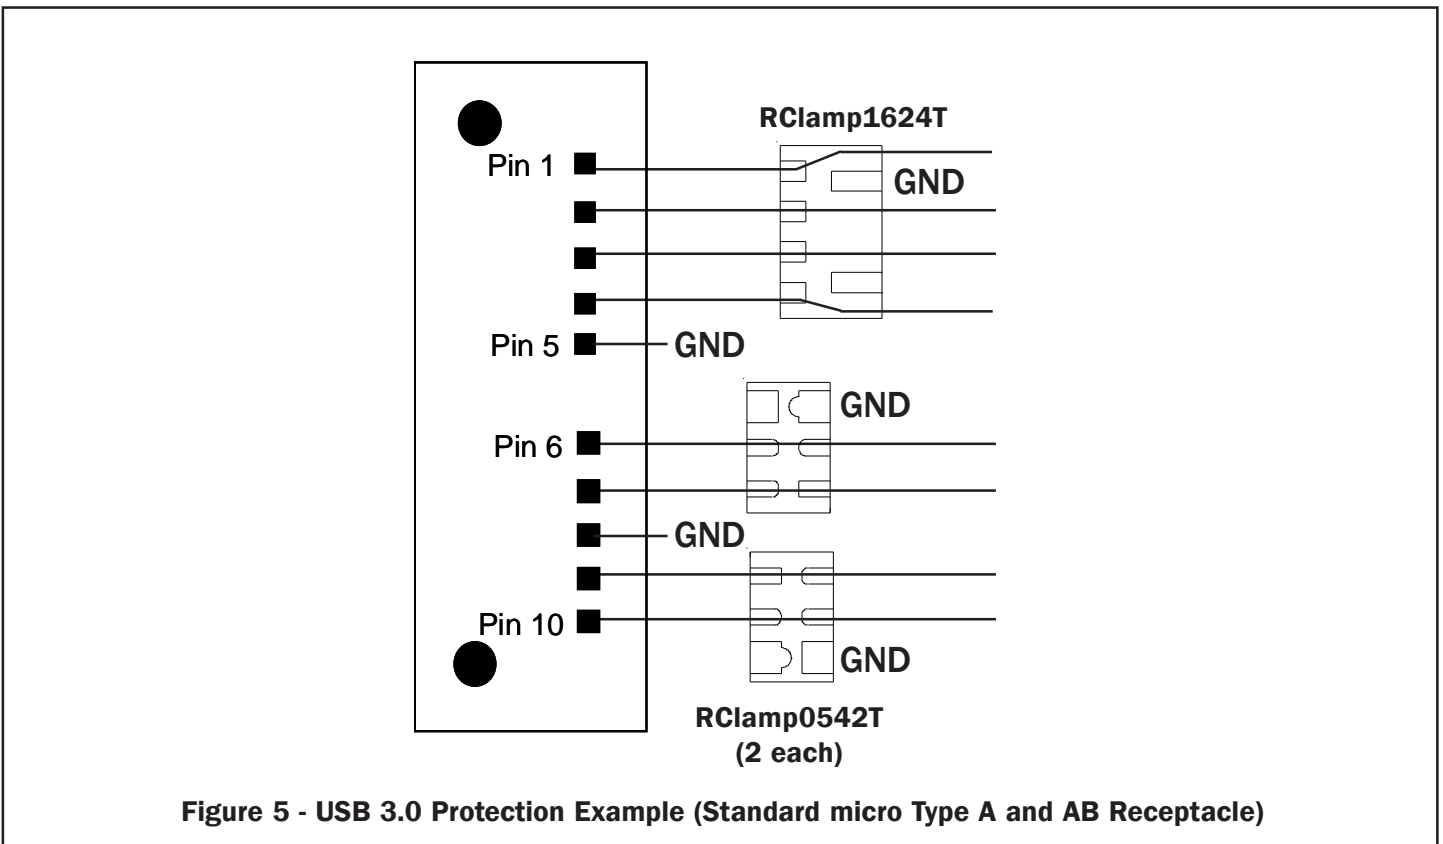 RClamp1624T
Pin 1
GND
Pin 5
GND
GND
Pin 6
GND
Pin 10
GND
RClamp0542T
(2 each)
Figure 5 - USB 3.0 Protection Example (Standard micro Type A and AB Receptacle)